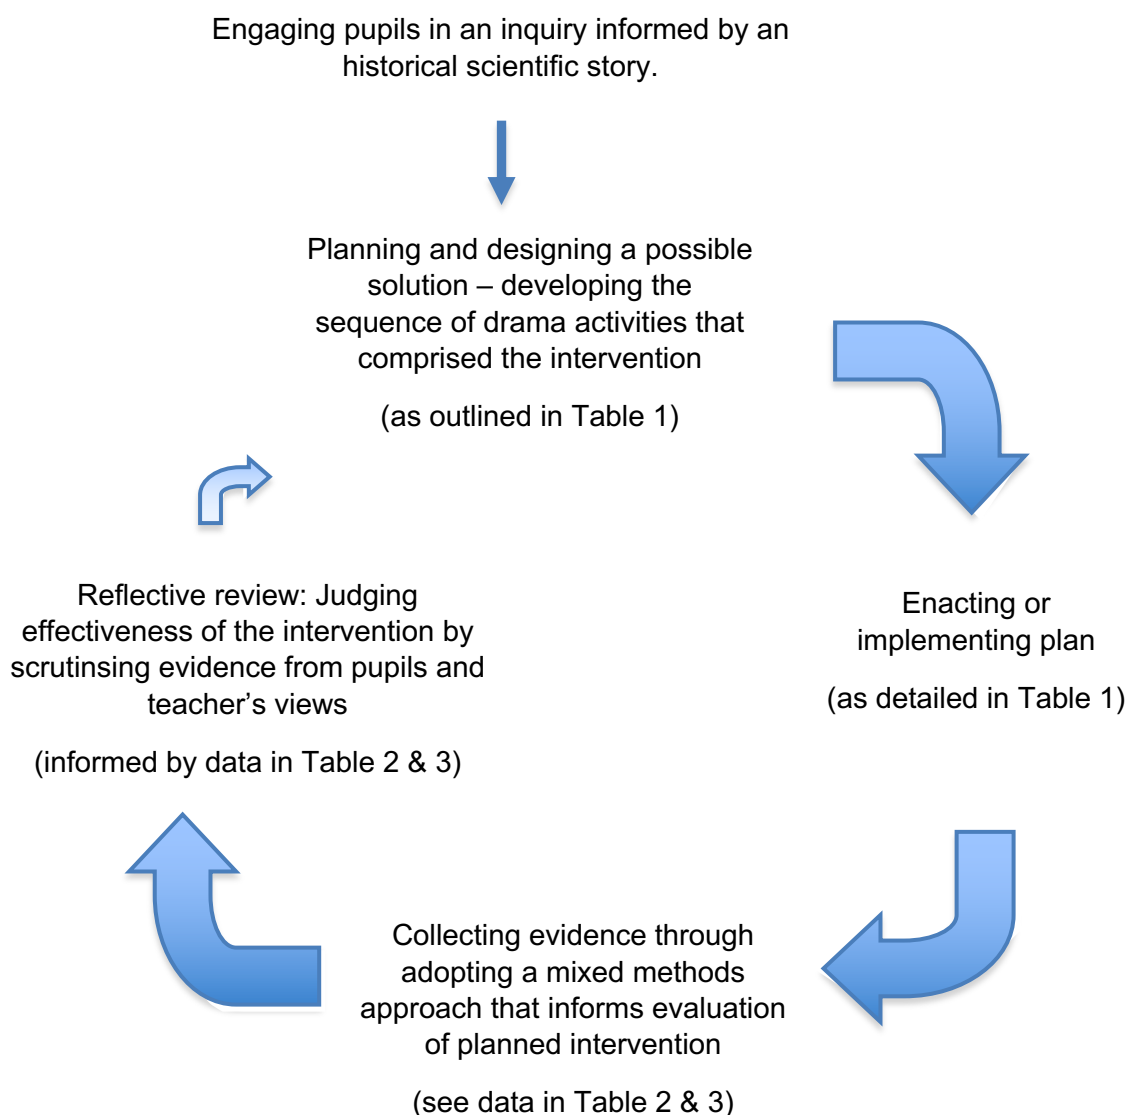 Engaging pupils in an inquiry informed by an
historical scientific story.
Planning and designing a possible
solution – developing the
sequence of drama activities that
comprised the intervention
(as outlined in Table 1)
Enacting or
implementing plan
(as detailed in Table 1)
Collecting evidence through
adopting a mixed methods
approach that informs evaluation
of planned intervention
(see data in Table 2 & 3)
Reflective review: Judging
effectiveness of the intervention by
scrutinsing evidence from pupils and
teacher’s views
(informed by data in Table 2 & 3)